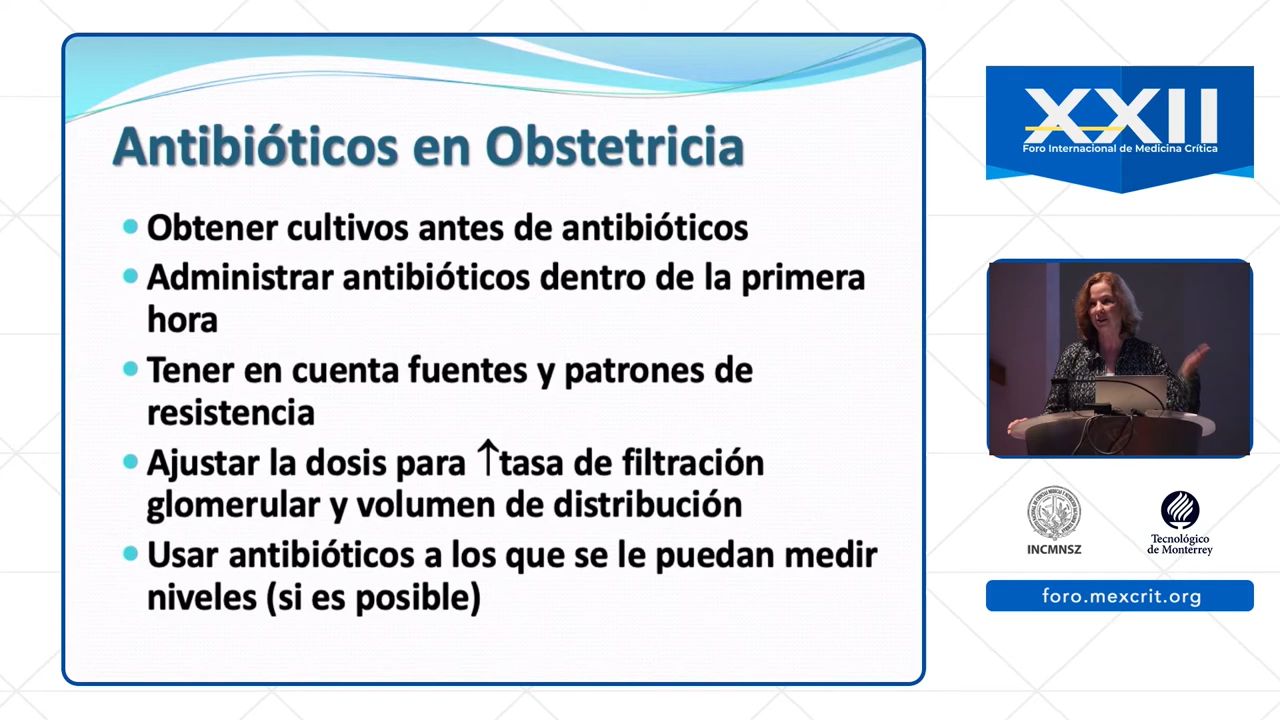 Antibióticos en Obstetricia
• Obtener cultivos antes de antibióticos
• Administrar antibióticos dentro de la primera
hora
• Tener en cuenta fuentes y patrones de
resistencia
• Ajustar la dosis para ↑tasa de filtración
glomerular y volumen de distribución
• Usar antibióticos a los que se le puedan medir
niveles (si es posible)
XXII
Foro Internacional de Medicina Crítica
INCMNSZ
Tecnológico
de Monterrey
foro.mexcrit.org